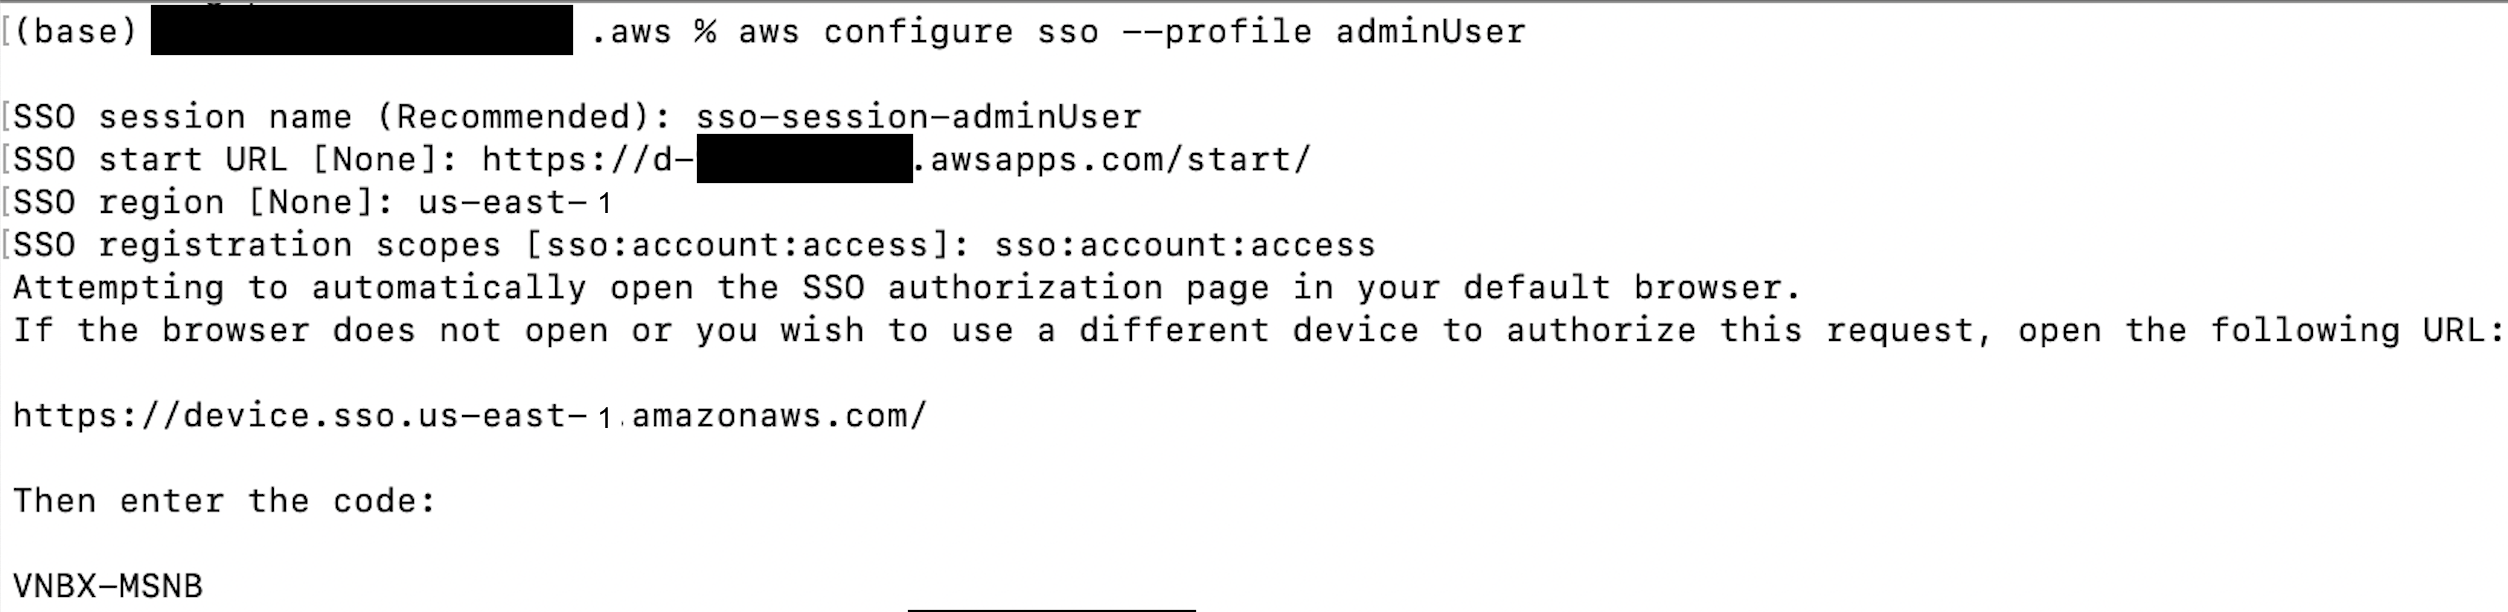 (base) .aws % aws configure sso --profile adminUser
SSO session name (Recommended): sso-session-adminUser
SSO start URL [None]: https://d- .awsapps.com/start/
SSO region [None]: us-east-1
SSO registration scopes [sso:account:access]: sso:account:access
Attempting to automatically open the SSO authorization page in your default browser.
If the browser does not open or you wish to use a different device to authorize this request, open the following URL:
https://device.sso.us-east-1.amazonaws.com/
Then enter the code:
VNBX-MSNB